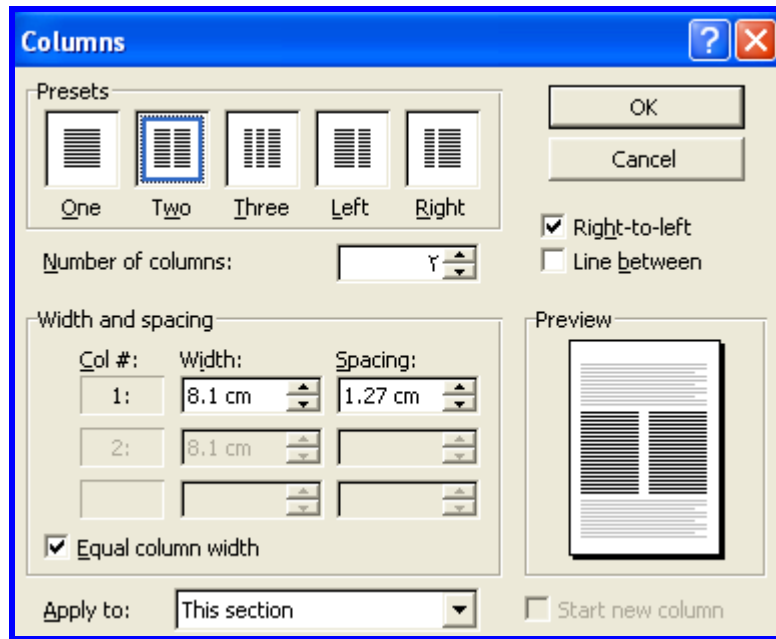 Columns
Presets
One Two Three Left Right
OK
Cancel
Number of columns: ٢
Right-to-left
Line between
Width and spacing
Col #: Width: Spacing:
1: 8.1 cm 1.27 cm
2: 8.1 cm
Equal column width
Preview
Apply to: This section
Start new column